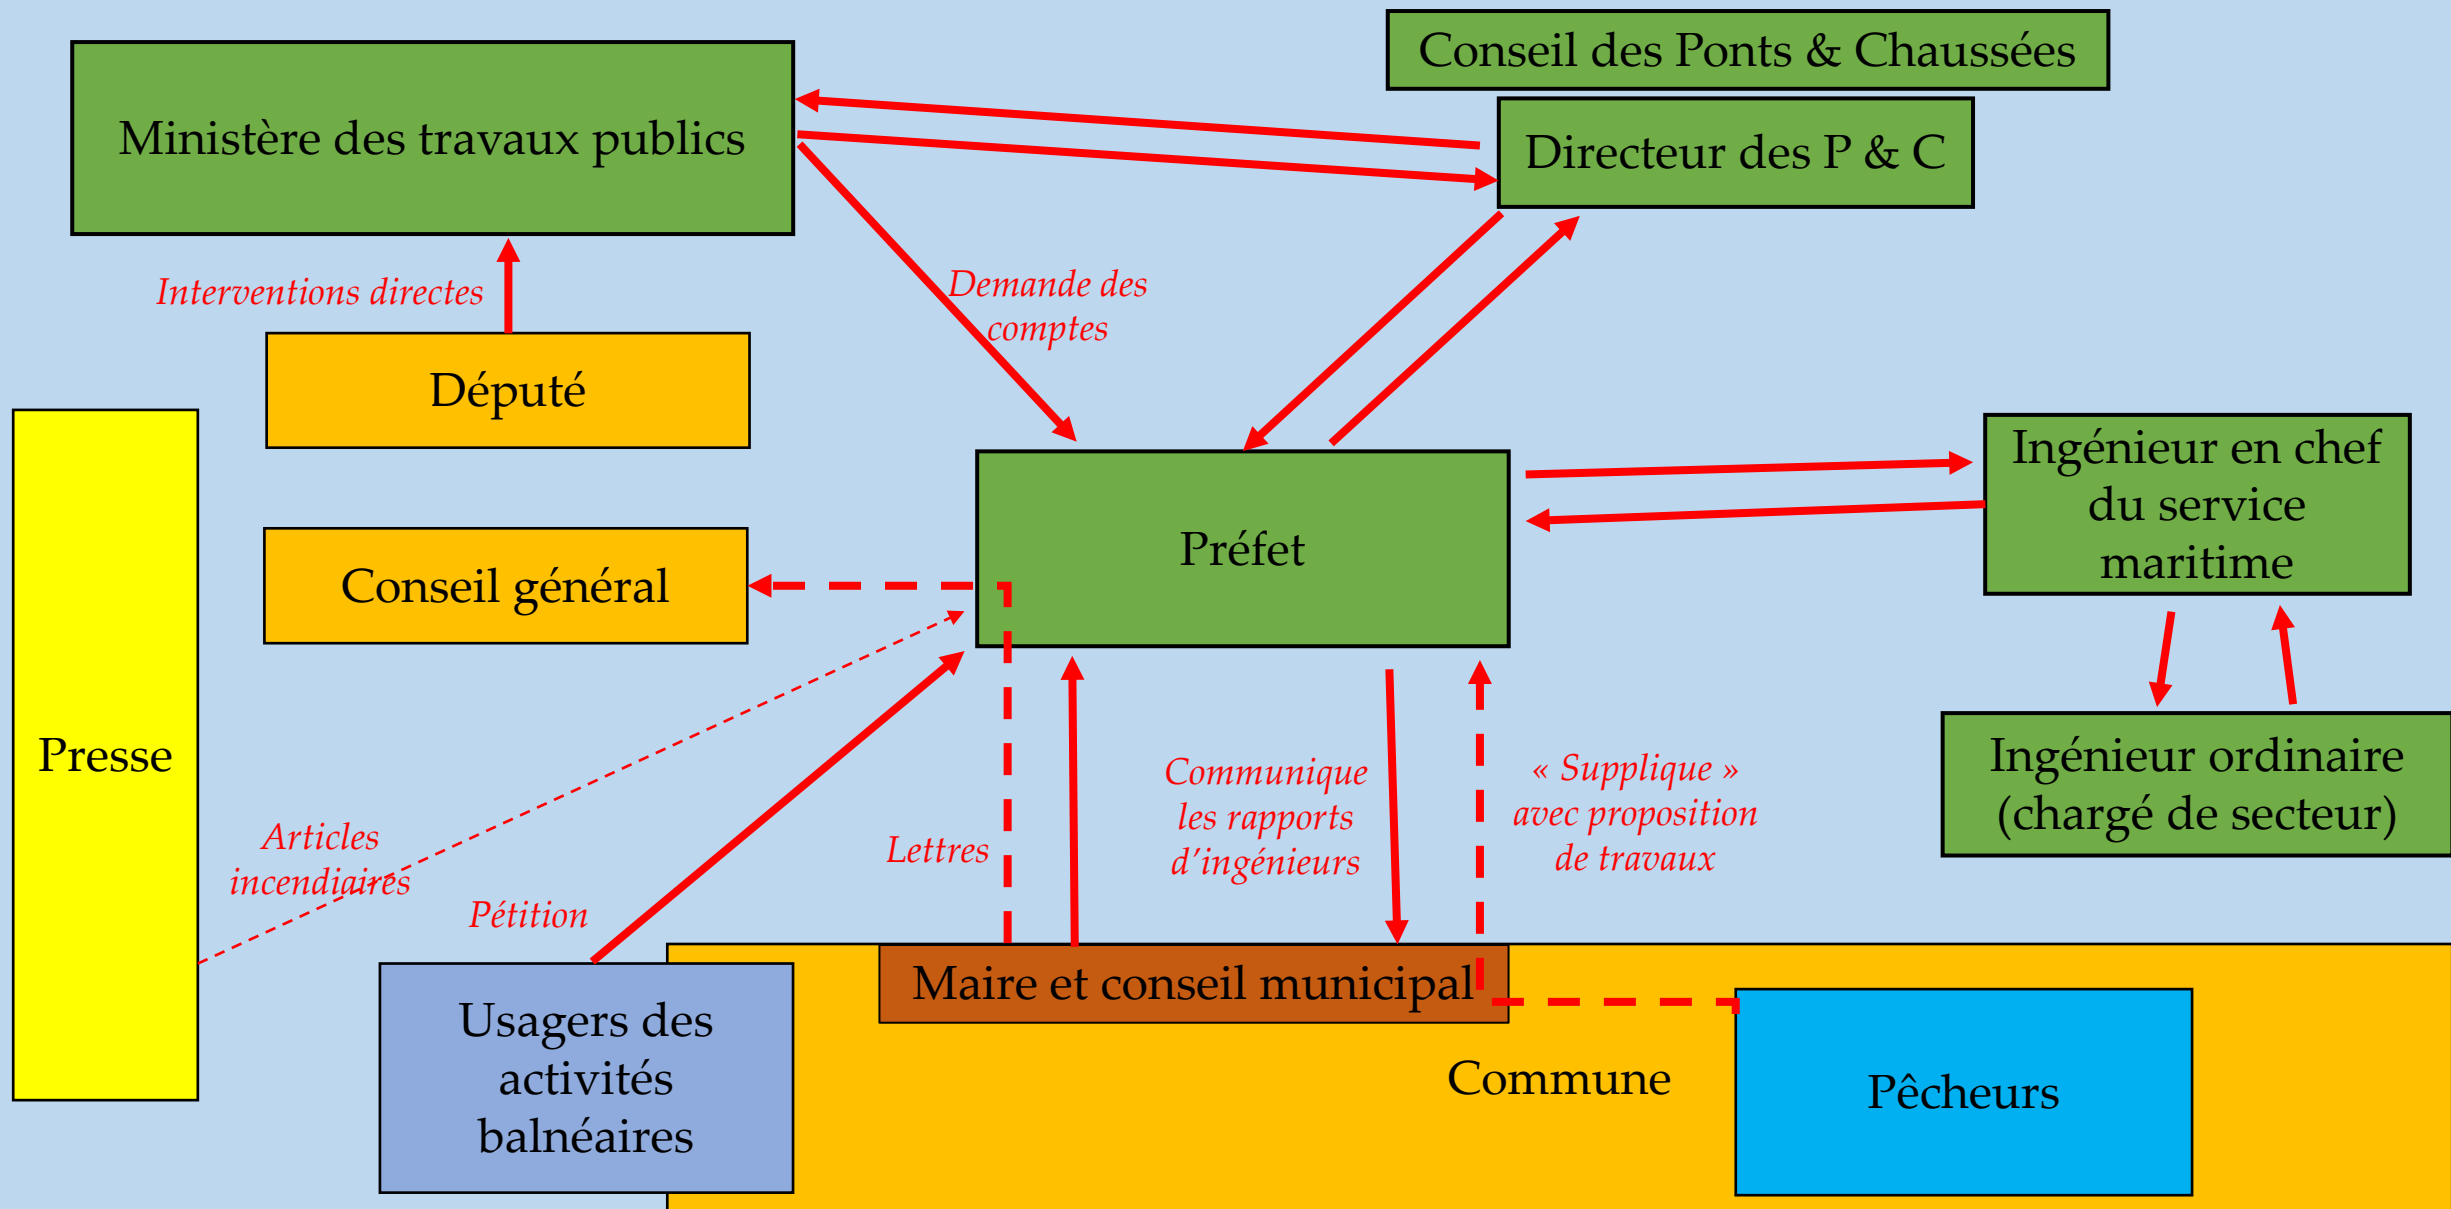 Conseil des Ponts & Chaussées
Ministère des travaux publics
Directeur des P & C
Interventions directes
Demande des
comptes
Député
Ingénieur en chef
du service
maritime
Préfet
Conseil général
Presse
Ingénieur ordinaire
(chargé de secteur)
Articles
incendiaires
Pétition
Lettres
Communique
les rapports
d'ingénieurs
« Supplique »
avec proposition
de travaux
Maire et conseil municipal
Usagers des
activités
balnéaires
Commune
Pêcheurs